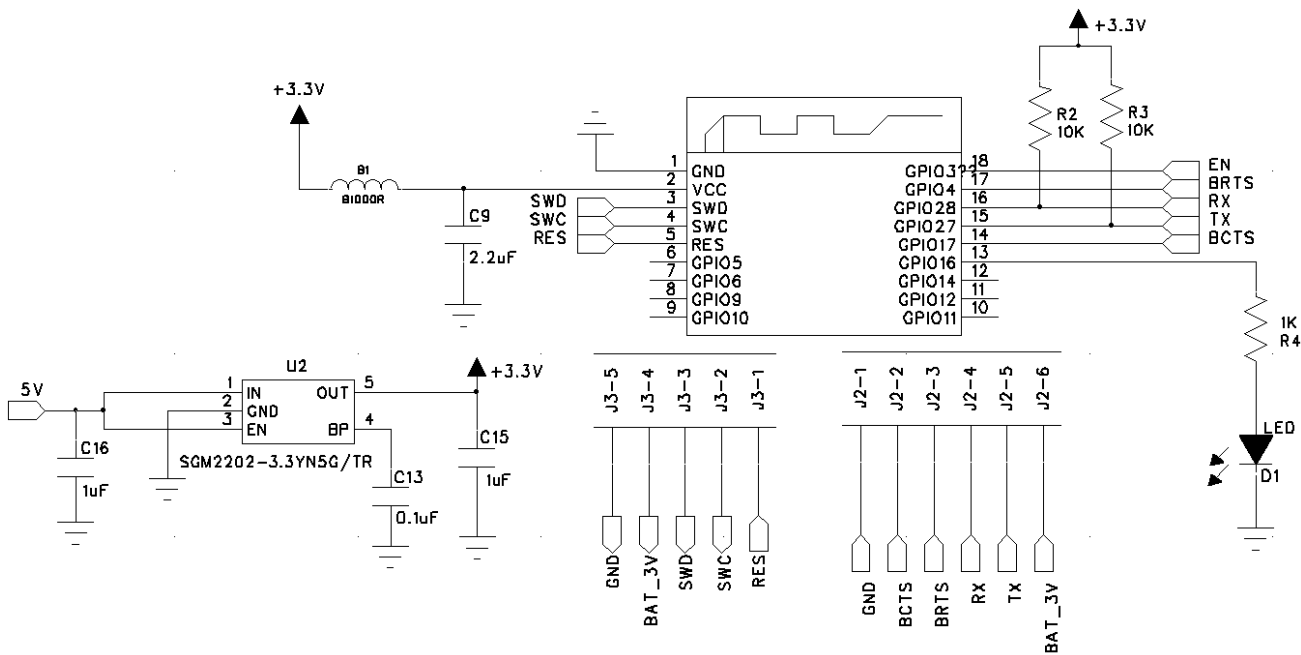 +3.3V
+3.3V
R2
10K
R3
10K
B1
B1000R
C9
2.2uF
SWD
SWC
RES
1
2
3
4
5
6
7
8
9
GND
VCC
SWD
SWC
RES
GPIO5
GPIO6
GPIO9
GPIO10
GPIO3??
GPIO4
GPIO28
GPIO27
GPIO17
GPIO16
GPIO14
GPIO12
GPIO11
18
17
16
15
14
13
12
11
10
EN
BRTS
RX
TX
BCTS
1K
R4
LED
D1
5V
C16
1uF
U2
1
2
3
IN
GND
EN
OUT
BP
5
4
SGM2202-3.3YN5G/TR
+3.3V
C15
1uF
C13
0.1uF
J3-5
J3-4
J3-3
J3-2
J3-1
GND
BAT_3V
SWD
SWC
RES
J2-1
J2-2
J2-3
J2-4
J2-5
J2-6
GND
BCTS
BRTS
RX
TX
BAT_3V